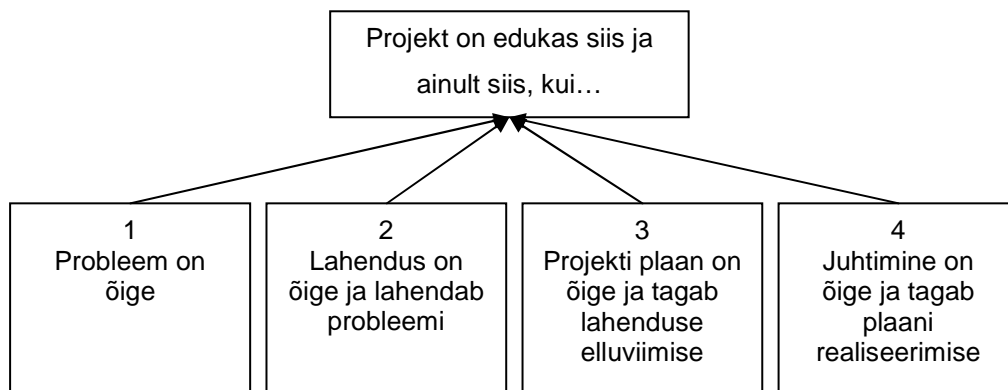 Projekt on edukas siis ja
ainult siis, kui…
1
Probleem on
õige
2
Lahendus on
õige ja lahendab
probleemi
3
Projekti plaan on
õige ja tagab
lahenduse
elluviimise
4
Juhtimine on
õige ja tagab
plaani
realiseerimise